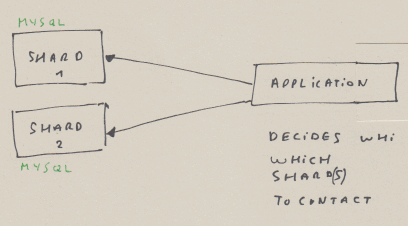 MYSQL
SHARD
1
SHARD
2
MYSQL
APPLICATION
DECIDES WHI
WHICH
SHARD(S)
TO CONTACT